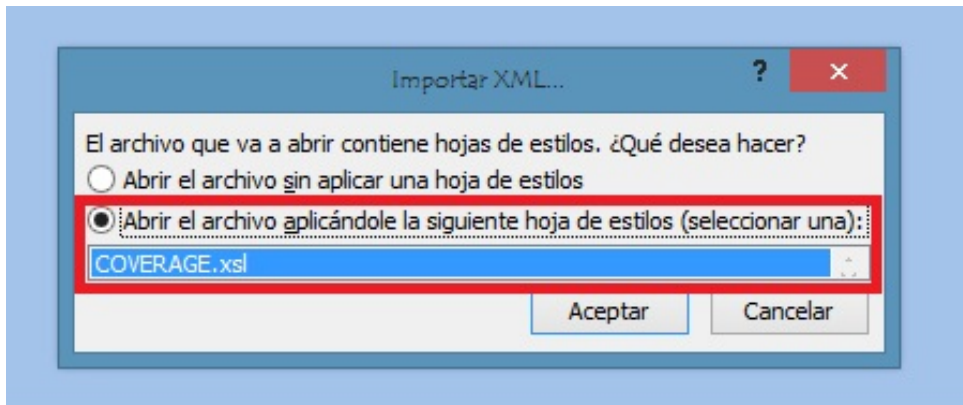 Importar XML...
?
El archivo que va a abrir contiene hojas de estilos. ¿Qué desea hacer?
Abrir el archivo sin aplicar una hoja de estilos
Abrir el archivo aplicándole la siguiente hoja de estilos (seleccionar una):
COVERAGE.xsl
Aceptar Cancelar